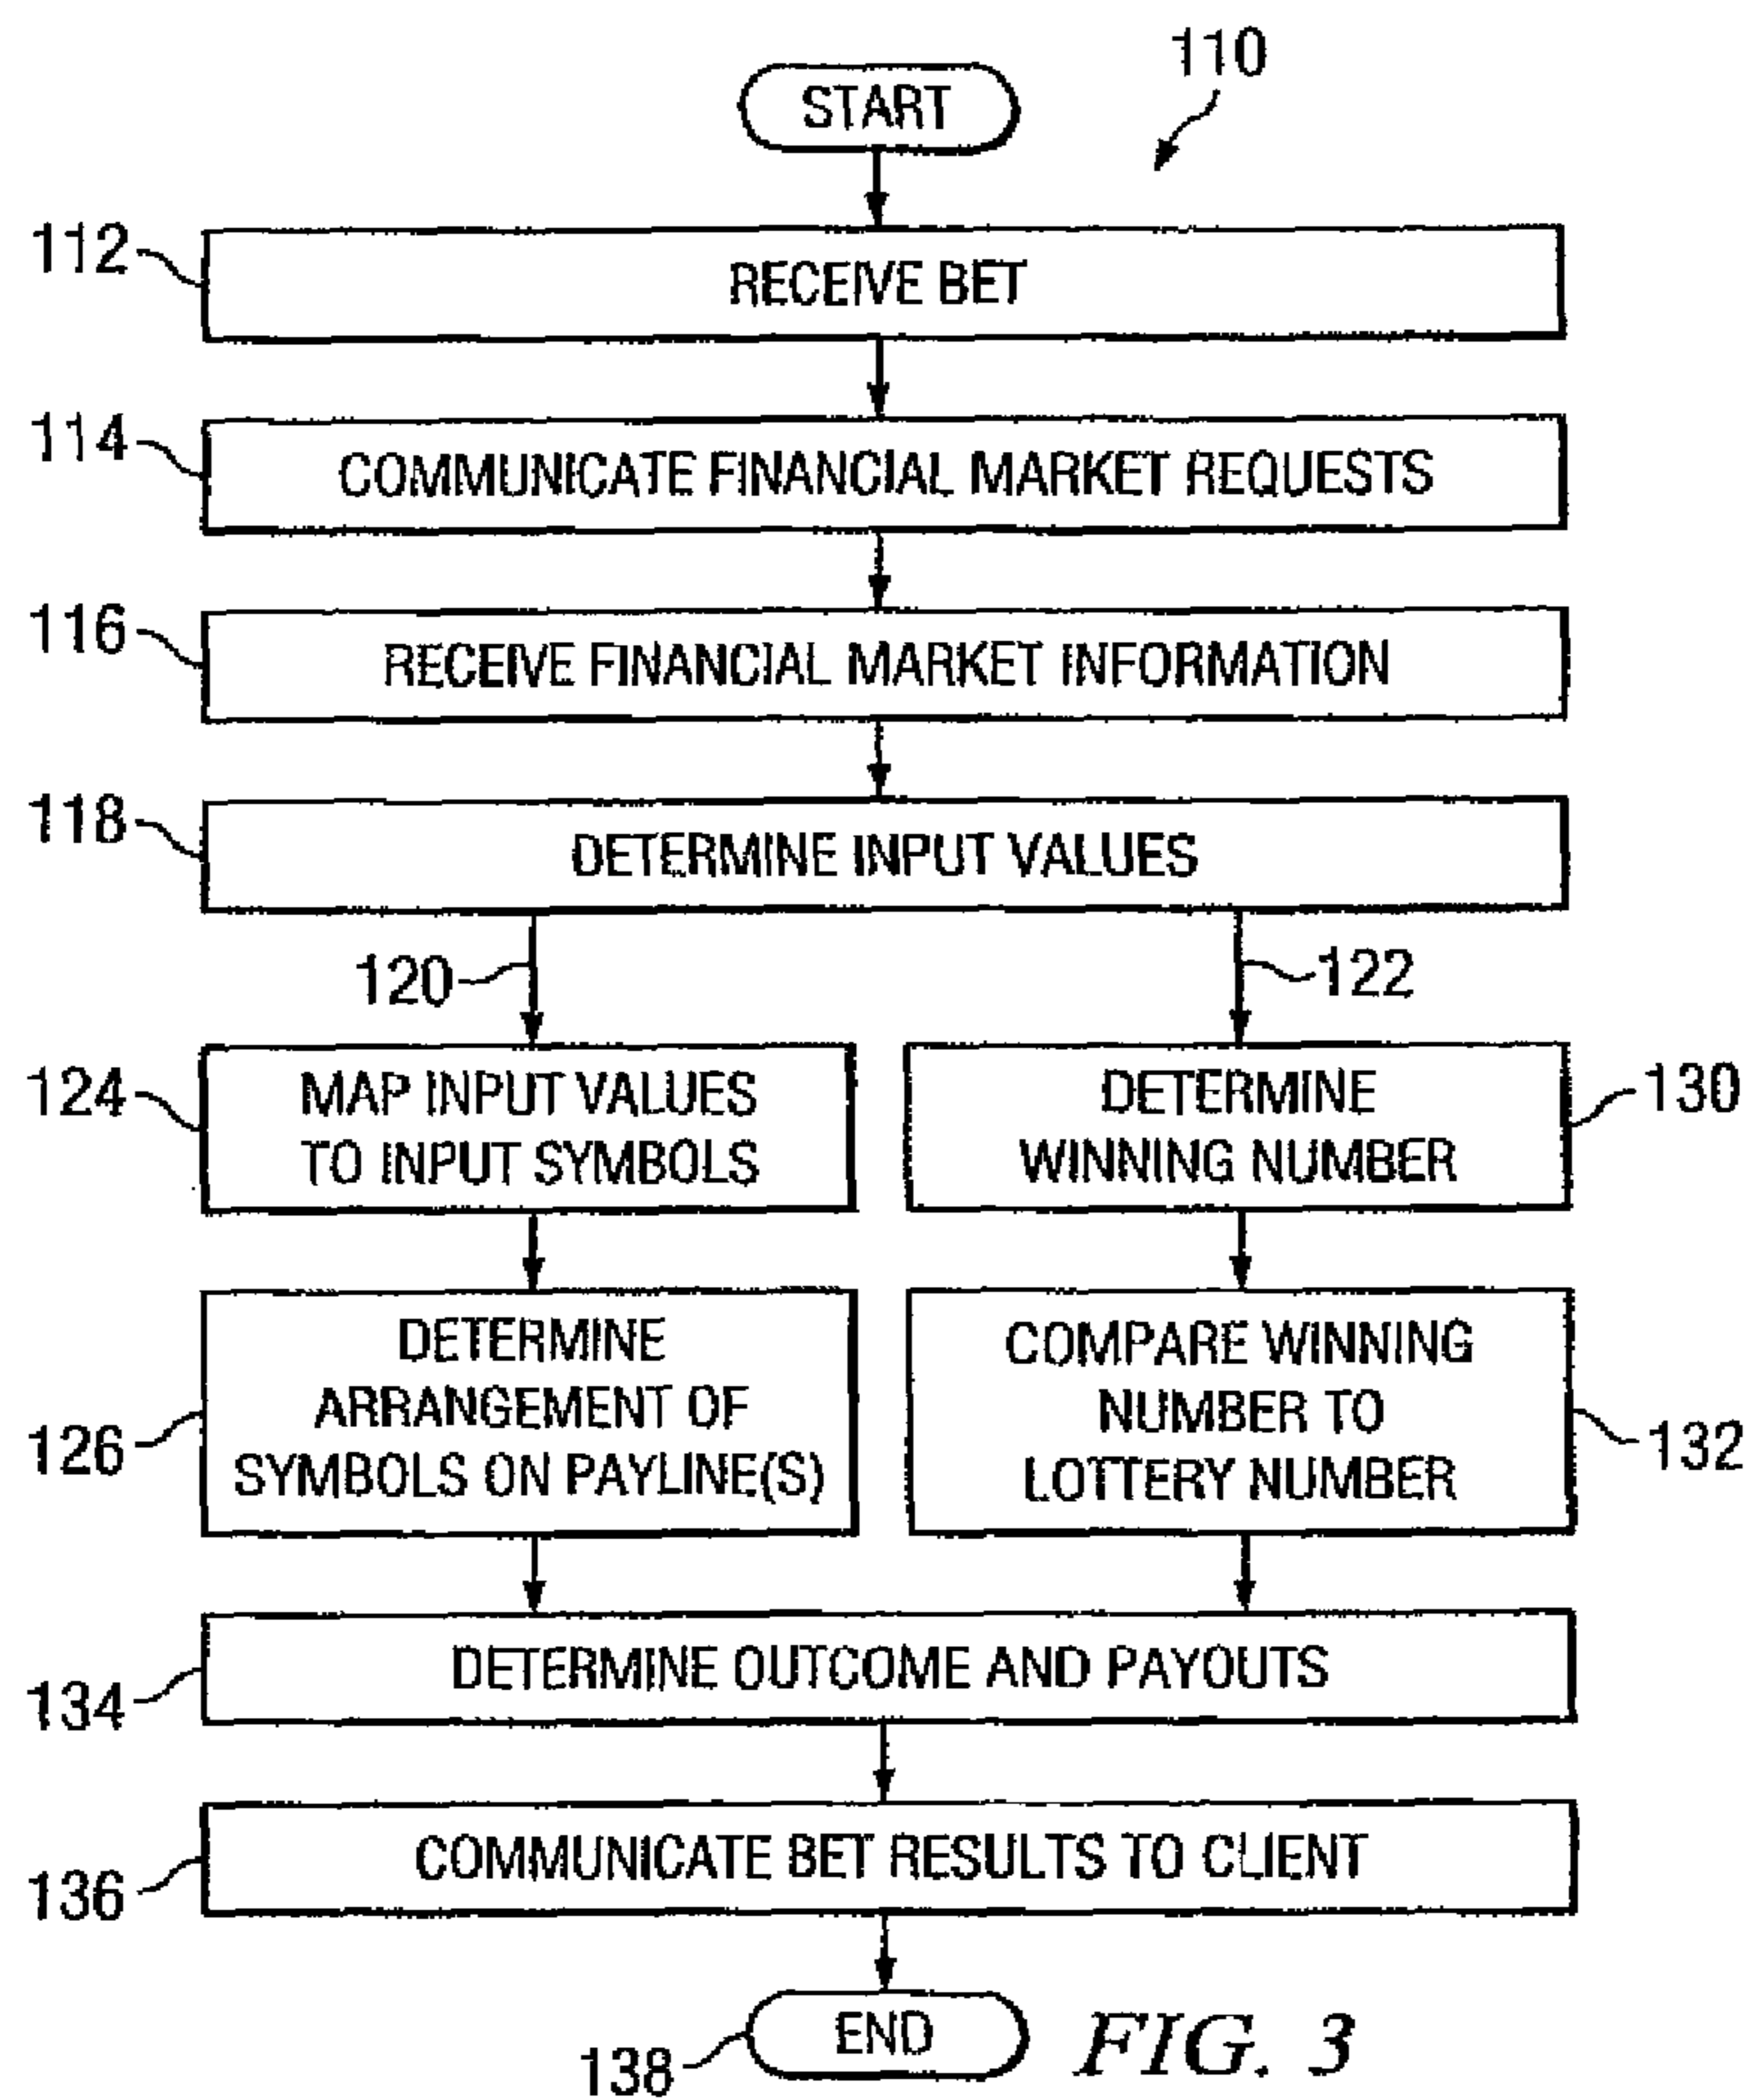 110
START
112
RECEIVE BET
114
COMMUNICATE FINANCIAL MARKET REQUESTS
116
RECEIVE FINANCIAL MARKET INFORMATION
118
DETERMINE INPUT VALUES
120
122
124
MAP INPUT VALUES
TO INPUT SYMBOLS
DETERMINE
WINNING NUMBER
130
126
DETERMINE
ARRANGEMENT OF
SYMBOLS ON PAYLINE(S)
COMPARE WINNING
NUMBER TO
LOTTERY NUMBER
132
134
DETERMINE OUTCOME AND PAYOUTS
136
COMMUNICATE BET RESULTS TO CLIENT
138
END
FIG. 3